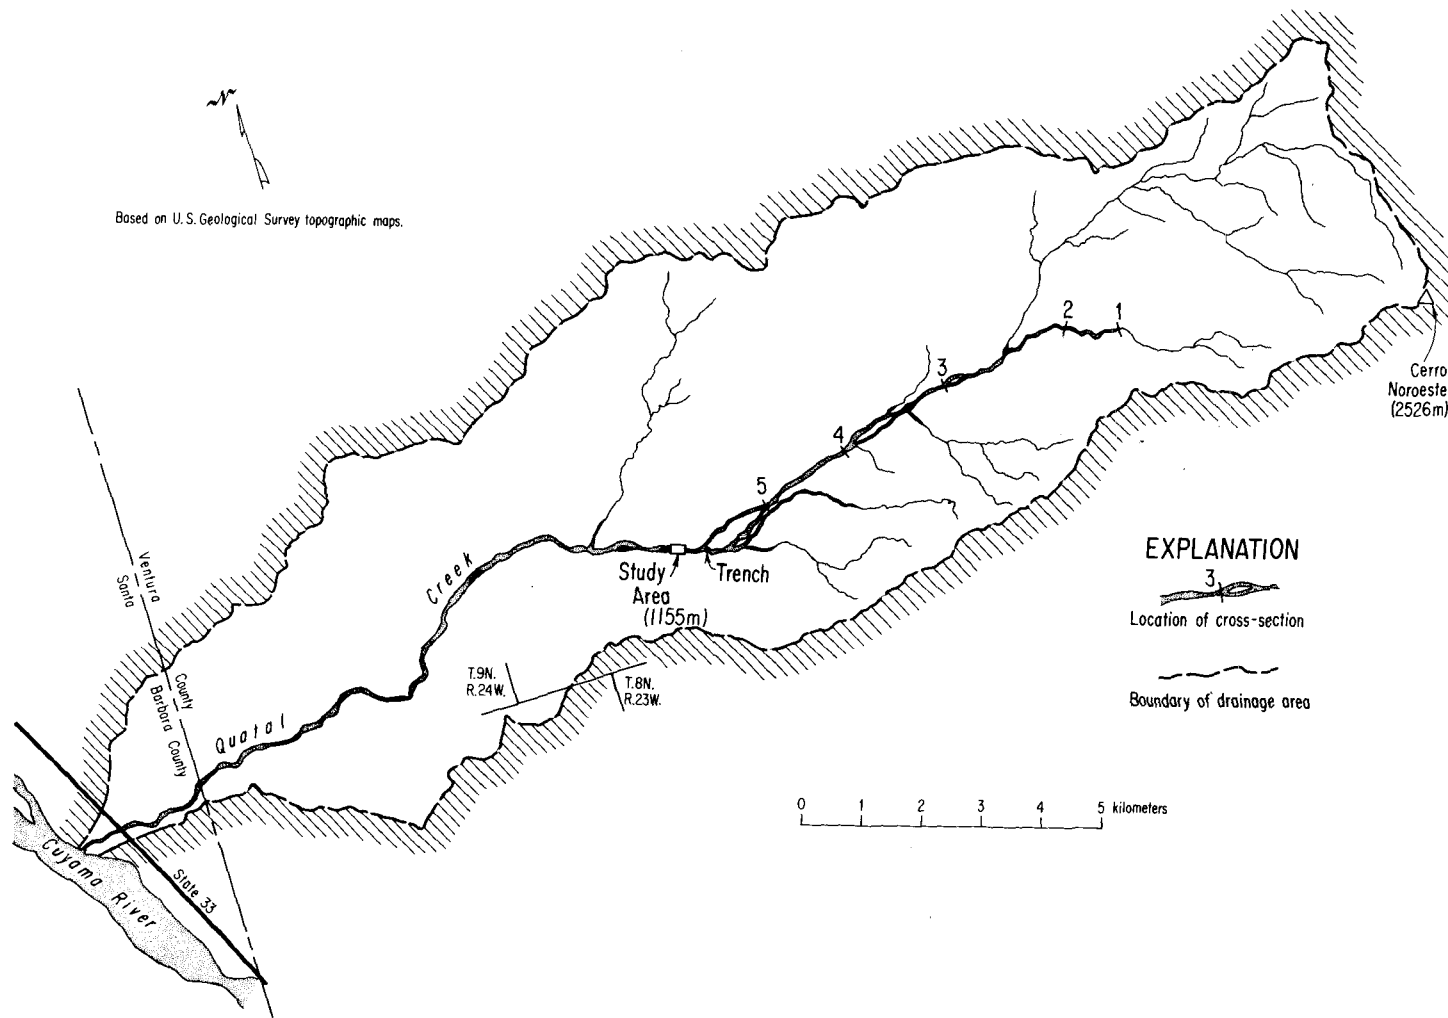 N
Based on U.S. Geological Survey topographic maps.
2 1
3
4
5
Cerro
Noroeste
(2526m)
Study
Area
(1155m)
Trench
Quatal Creek
Ventura County
Santa Barbara County
T.9N.
R.24W.
T.8N.
R.23W.
State 33
Cuyama River
EXPLANATION
3
Location of cross-section
Boundary of drainage area
0 1 2 3 4 5 kilometers